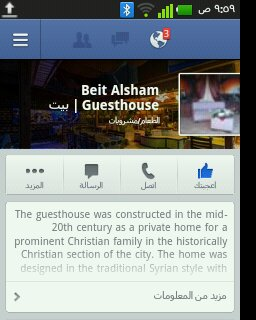 ٩:٥٩ ص
3
Beit Alsham
Guesthouse | بيت
الطعام/مشروبات
المزيد
الرسالة
اتصل
أعجبتك
The guesthouse was constructed in the mid-
20th century as a private home for a
prominent Christian family in the historically
Christian section of the city. The home was
designed in the traditional Syrian style with
مزيد من المعلومات